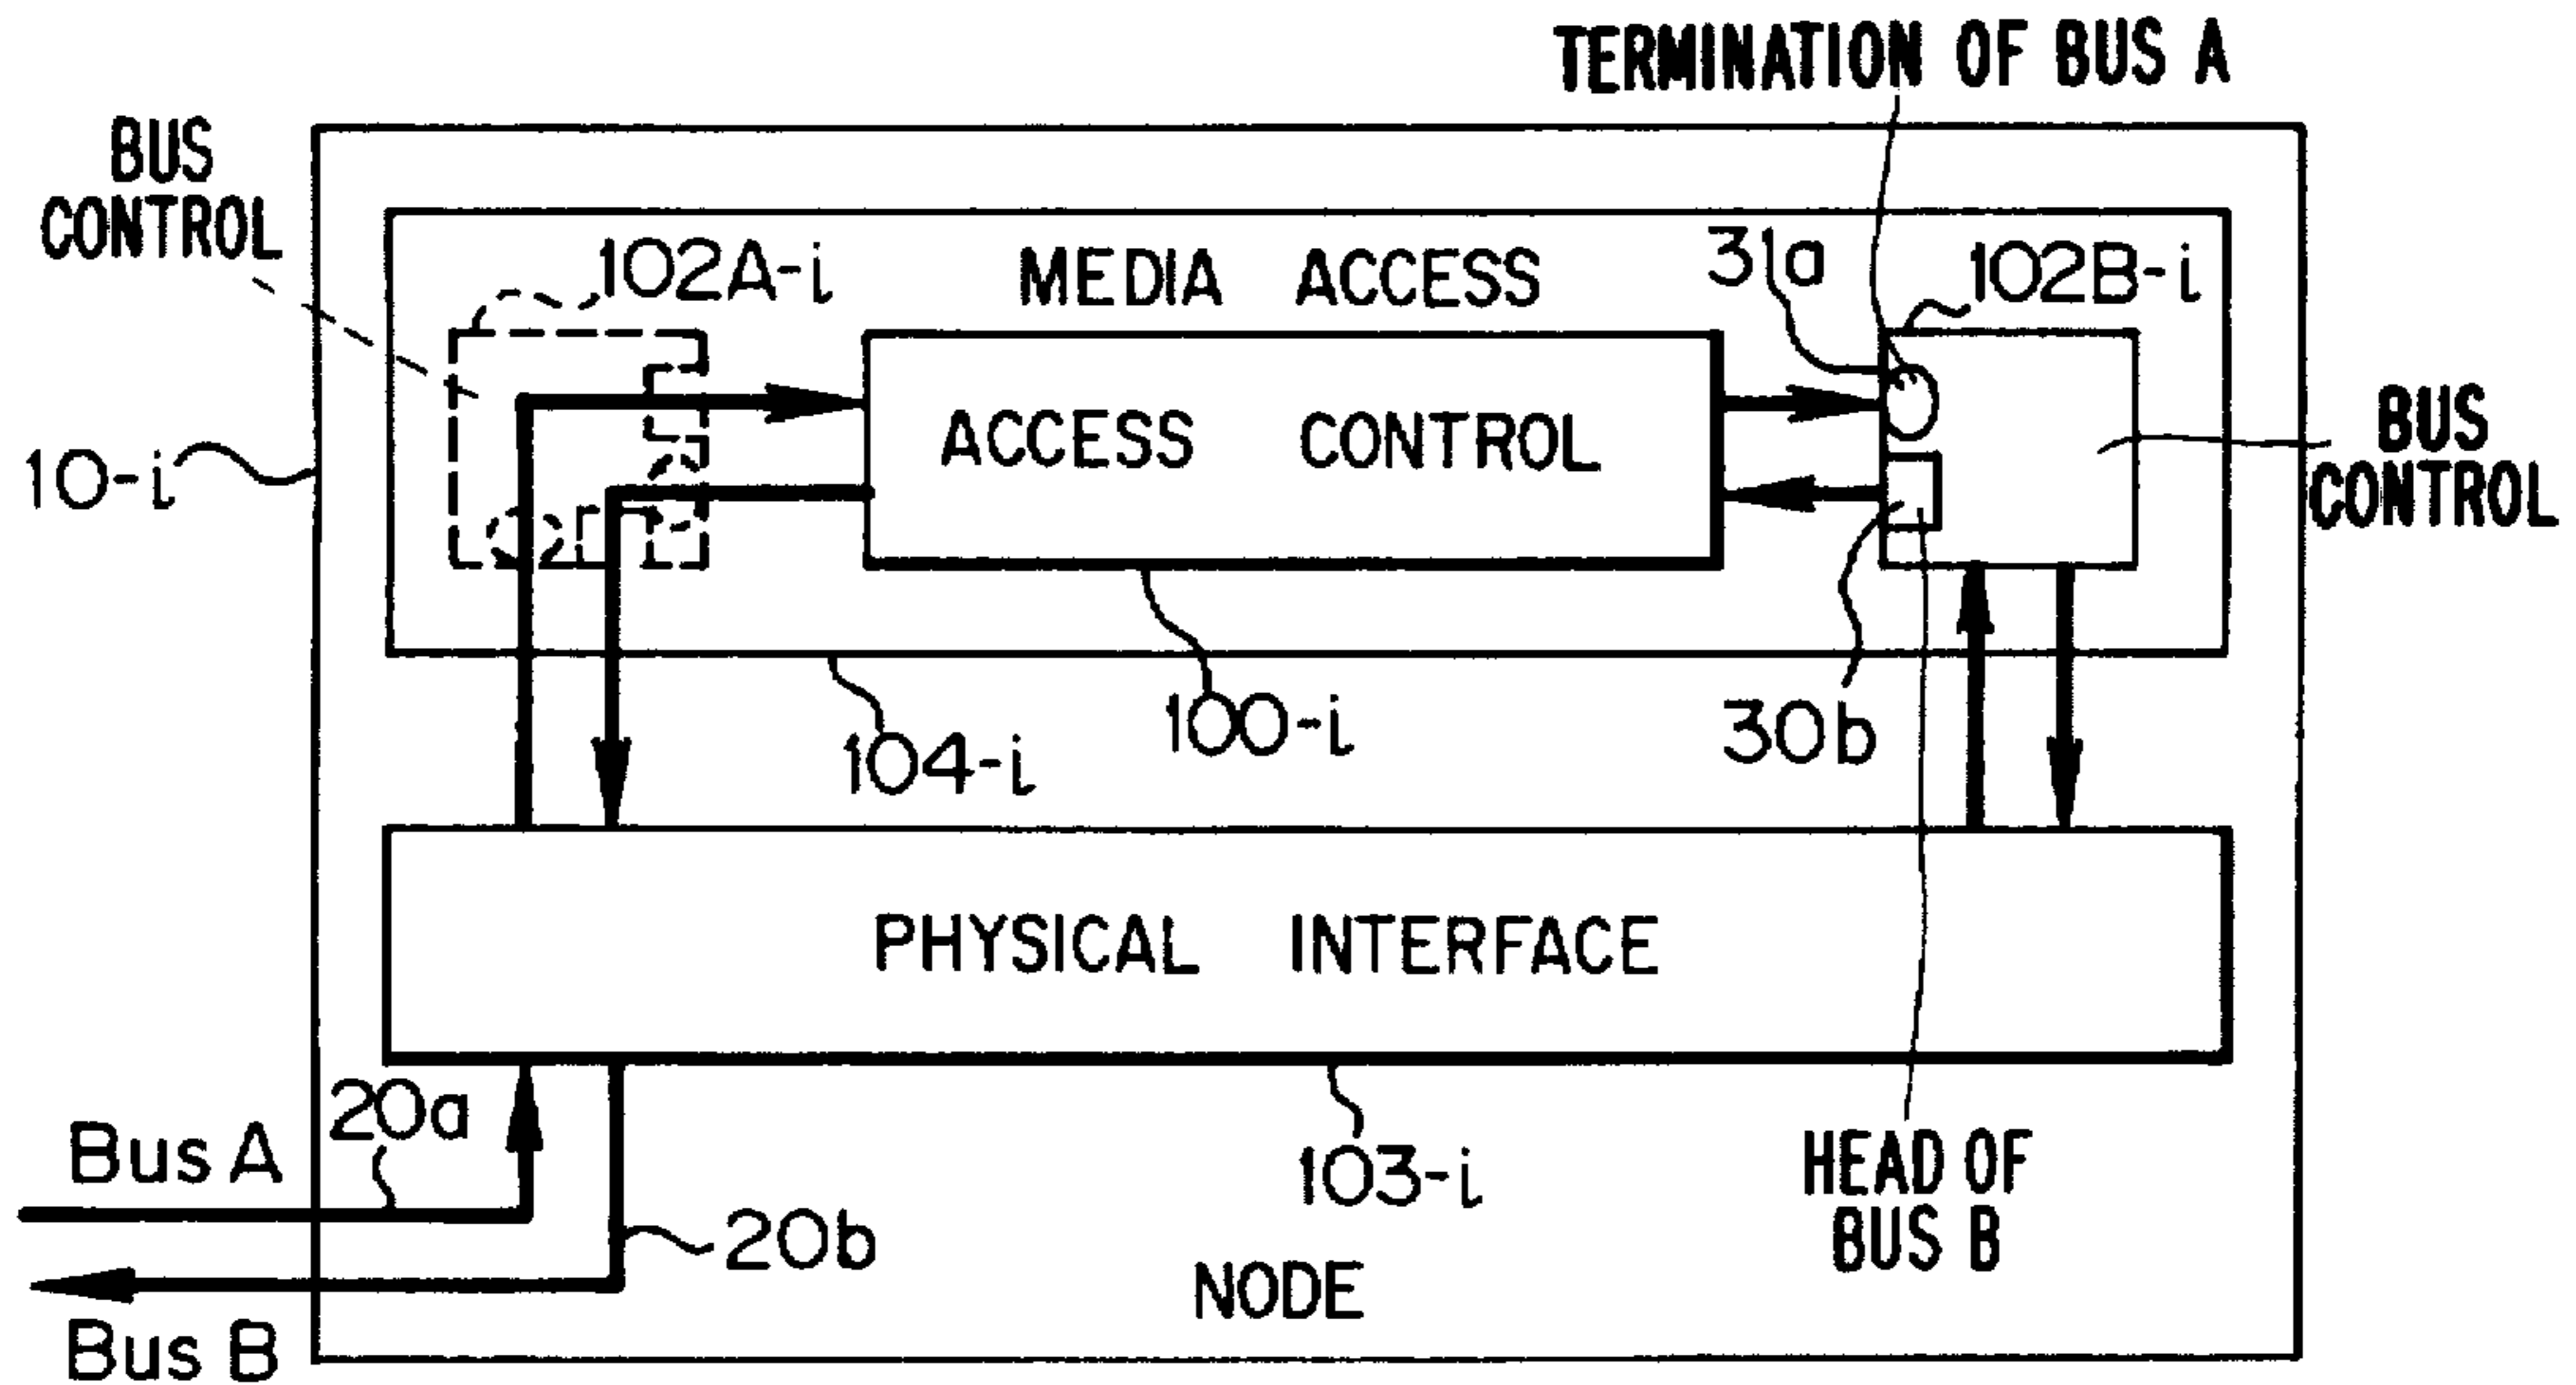 TERMINATION OF BUS A
BUS
CONTROL
102A-i
MEDIA ACCESS
31a
102B-i
10-i
ACCESS CONTROL
BUS
CONTROL
100-i
104-i
30b
PHYSICAL INTERFACE
20a
Bus A
103-i
HEAD OF
BUS B
20b
NODE
Bus B